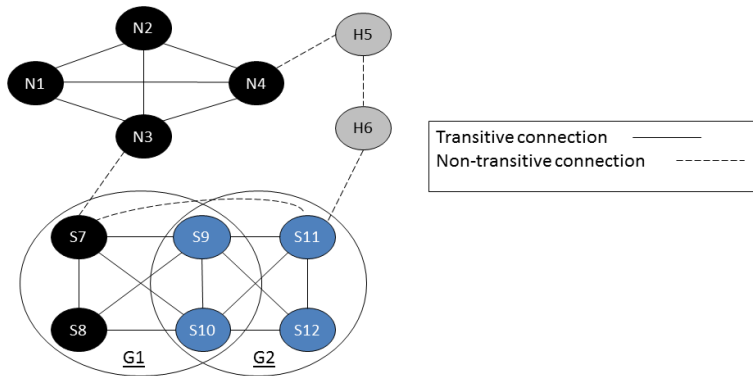 N2
H5
N1
N4
N3
H6
Transitive connection
Non-transitive connection
S7
S9
S11
S8
S10
S12
G1
G2